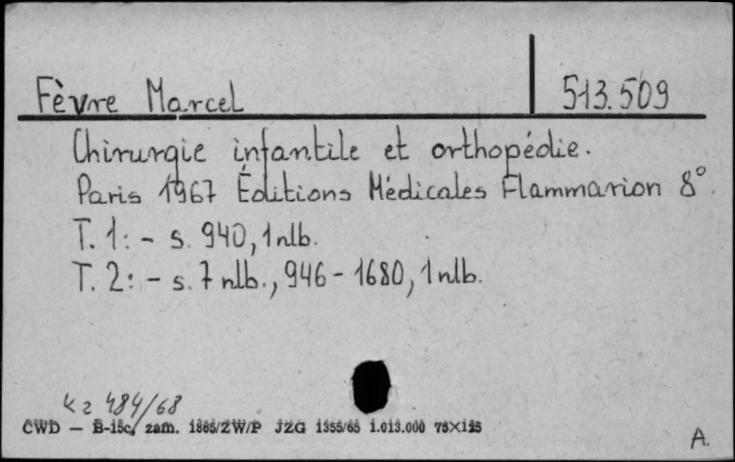 Fèvre Marcel 513.509
Chirurgie infantile et orthopédie.
Paris 1967 Éditions Médicales Flammarion 8°.
T. 1: - s. 940, 1 nlb.
T. 2: - s. 7 nlb., 946 - 1680, 1 nlb.
484/68
CWD — B-15c, zam. 1865/ZW/P JZG 1355/65 1.013.000 75×125
A.